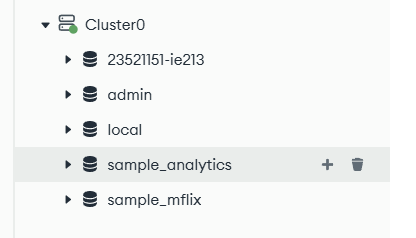 Cluster0
23521151-ie213
admin
local
sample_analytics
sample_mflix